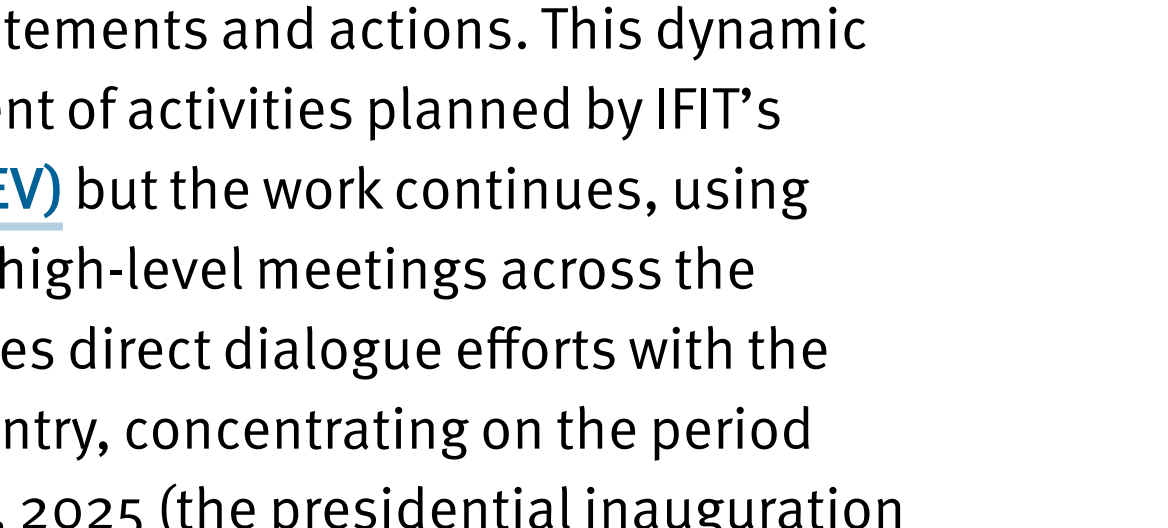 tements and actions. This dynamic
nt of activities planned by IFIT’s
EV) but the work continues, using
high-level meetings across the
es direct dialogue efforts with the
ntry, concentrating on the period
, 2025 (the presidential inauguration